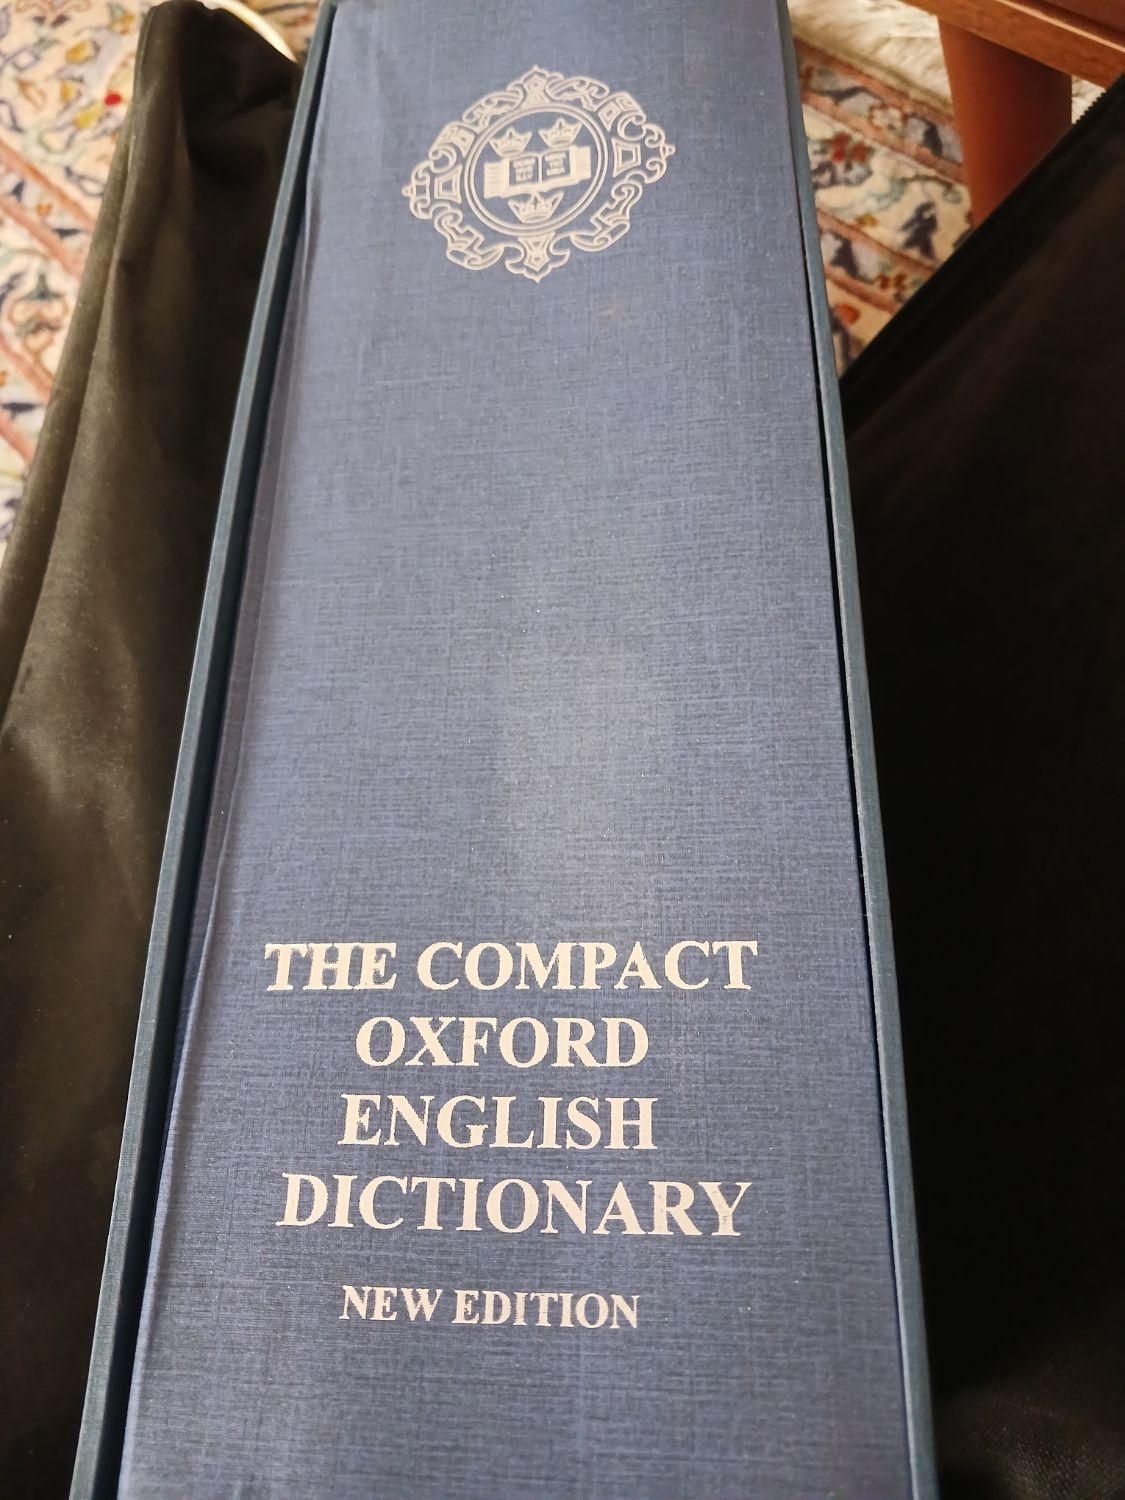 THE COMPACT
OXFORD
ENGLISH
DICTIONARY
NEW EDITION